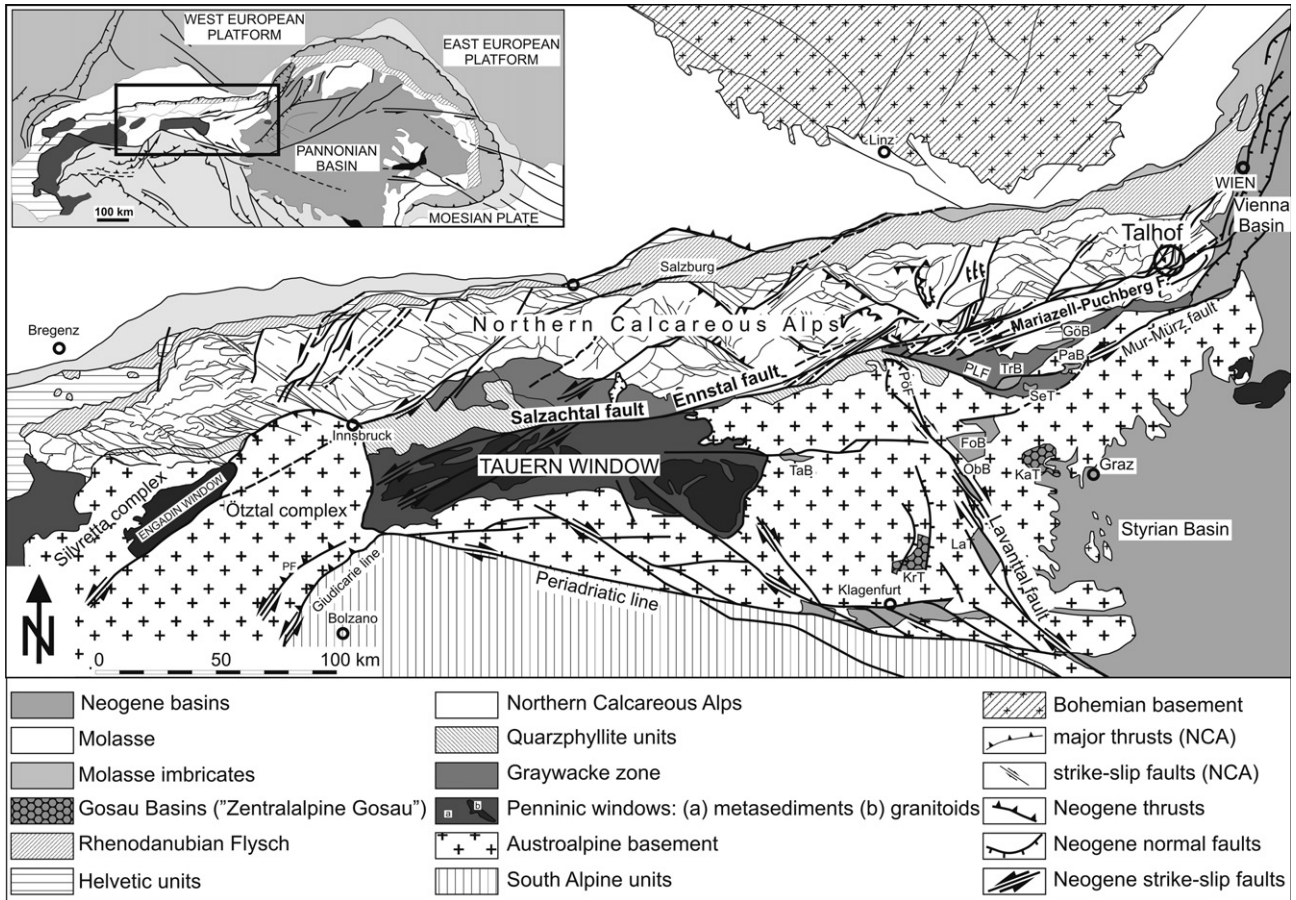 WEST EUROPEAN
PLATFORM
EAST EUROPEAN
PLATFORM
PANNONIAN
BASIN
MOESIAN PLATE
100 km
Linz
WIEN
Vienna
Basin
Talhof
Salzburg
Bregenz
Northern Calcareous Alps
Mariazell-Puchberg F.
GöB
Mur-Mürz fault
PaB
TrB
PLF
SeT
PöF
Ennstal fault
Salzachtal fault
Innsbruck
TAUERN WINDOW
TaB
FoB
ObB
KaT
Graz
ENGADIN WINDOW
Silvretta complex
Ötztal complex
Styrian Basin
LaT
Lavanttal fault
KrT
PF
Giudicarie line
Periadriatic line
Klagenfurt
Bolzano
N
0 50 100 km
Neogene basins
Molasse
Molasse imbricates
Gosau Basins ("Zentralalpine Gosau")
Rhenodanubian Flysch
Helvetic units
Northern Calcareous Alps
Quarzphyllite units
Graywacke zone
a
b
Penninic windows: (a) metasediments (b) granitoids
Austroalpine basement
South Alpine units
Bohemian basement
major thrusts (NCA)
strike-slip faults (NCA)
Neogene thrusts
Neogene normal faults
Neogene strike-slip faults